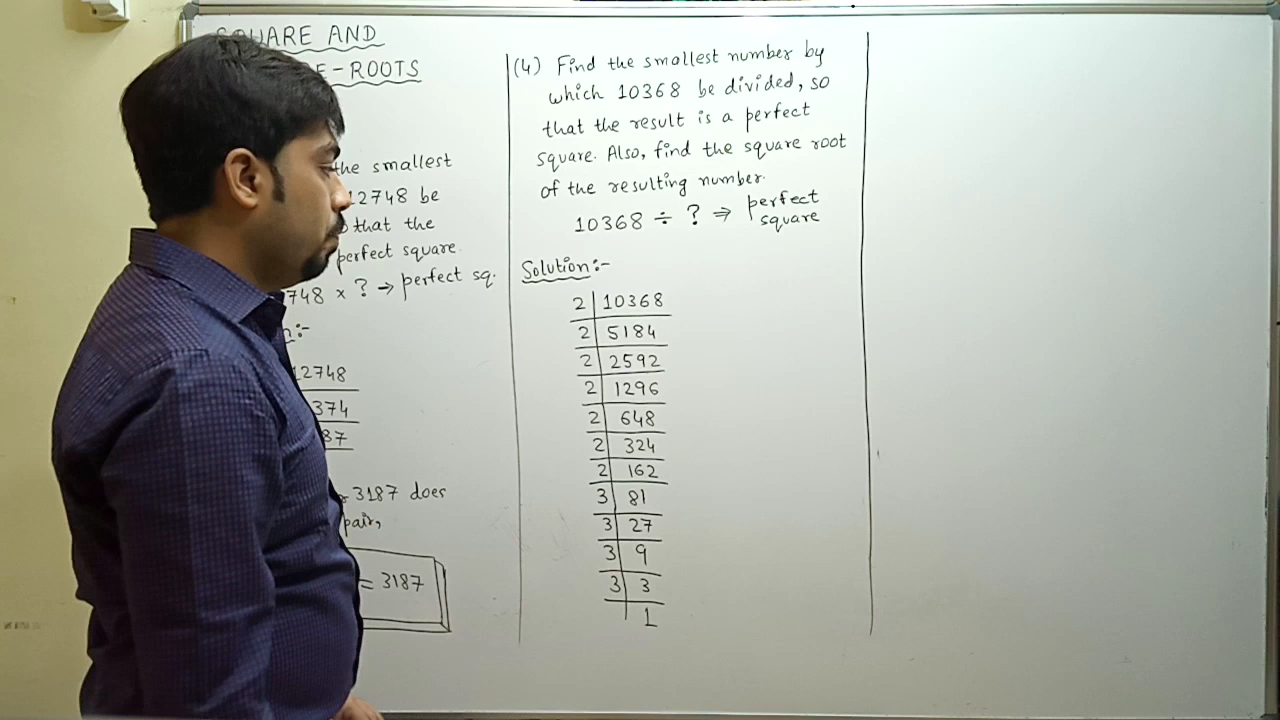 SQUARE AND
E-ROOTS
the smallest
12748 be
that the
perfect square.
748 × ? → perfect sq.
n:-
12748
374
87
3187 does
pair,
= 3187
(4) Find the smallest number by
which 10368 be divided, so
that the result is a perfect
square. Also, find the square root
of the resulting number.
10368 ÷ ? ⇒ perfect
square
Solution:-
2 | 10368
2 | 5184
2 | 2592
2 | 1296
2 | 648
2 | 324
2 | 162
3 | 81
3 | 27
3 | 9
3 | 3
| 1